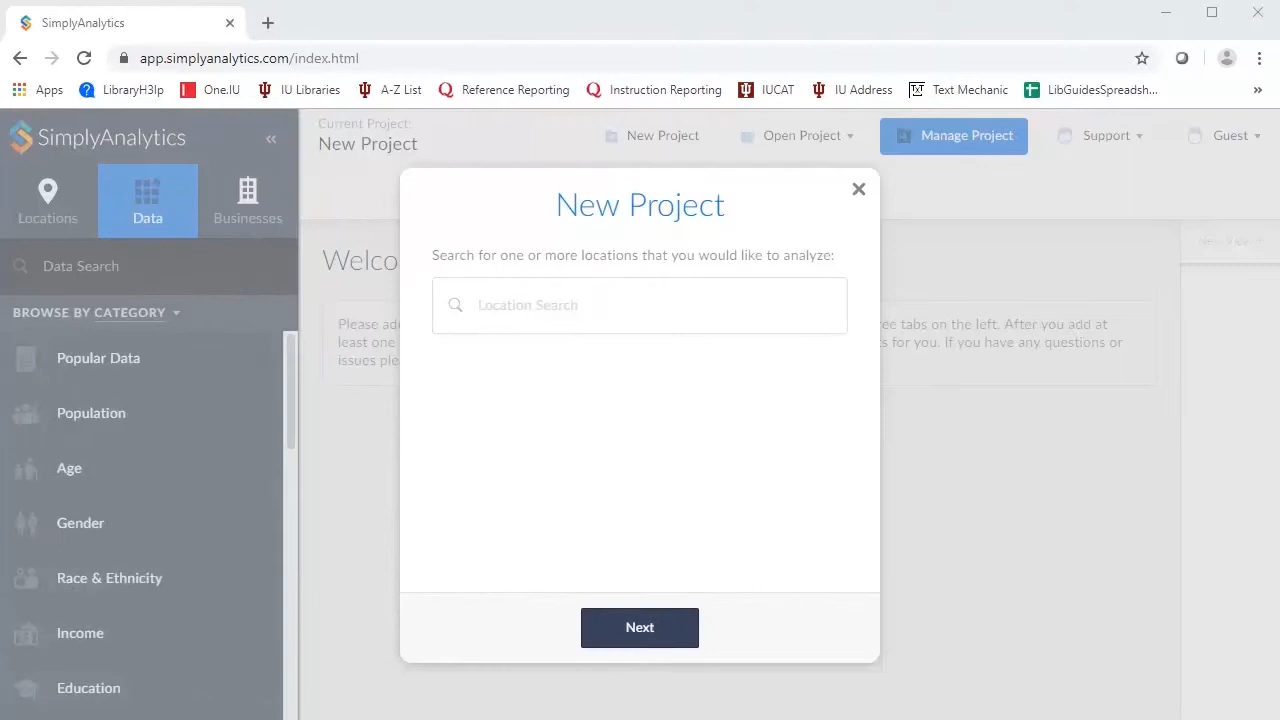 SimplyAnalytics
app.simplyanalytics.com/index.html
Apps
LibraryH3lp
One.IU
IU Libraries
A-Z List
Reference Reporting
Instruction Reporting
IUCAT
IU Address
Text Mechanic
LibGuidesSpreadsh...
SimplyAnalytics
Current Project:
New Project
New Project
Open Project
Manage Project
Support
Guest
Locations
Data
Businesses
Data Search
BROWSE BY CATEGORY
Popular Data
Population
Age
Gender
Race & Ethnicity
Income
Education
Welco
Please ad
least one
issues ple
ee tabs on the left. After you add at
s for you. If you have any questions or
New Project
Search for one or more locations that you would like to analyze:
Location Search
Next